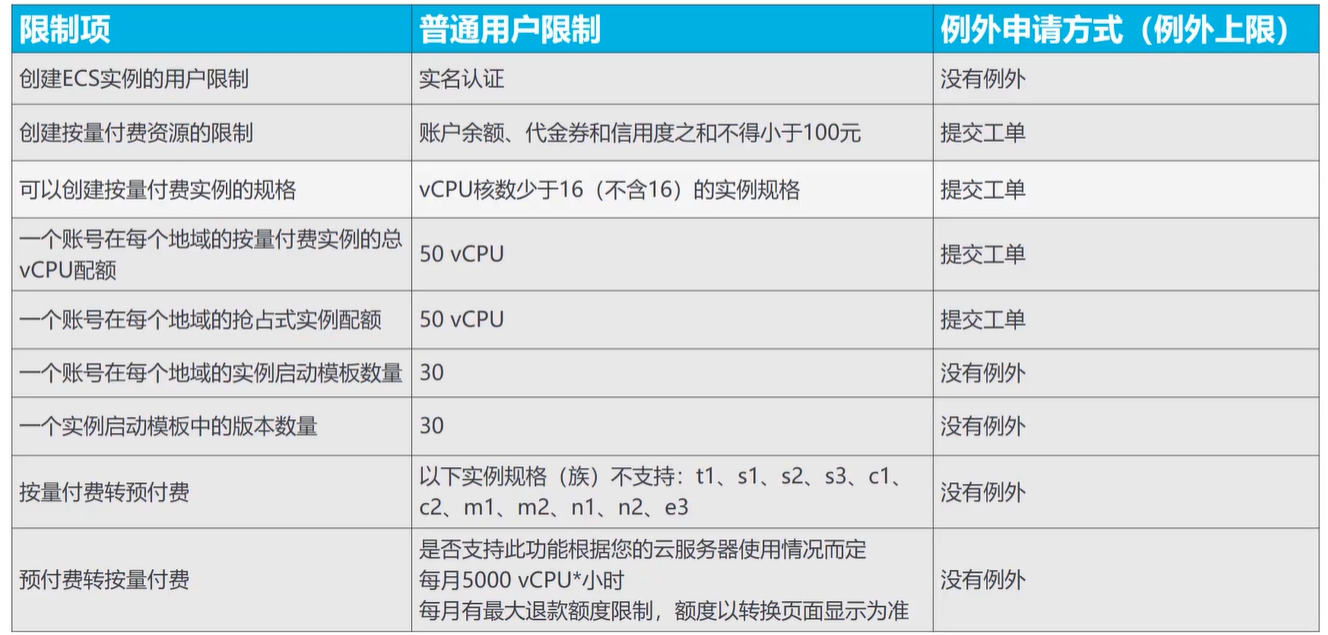 限制项 普通用户限制 例外申请方式（例外上限）
创建ECS实例的用户限制 实名认证 没有例外
创建按量付费资源的限制 账户余额、代金券和信用度之和不得小于100元 提交工单
可以创建按量付费实例的规格 vCPU核数少于16（不含16）的实例规格 提交工单
一个账号在每个地域的按量付费实例的总
vCPU配额 50 vCPU 提交工单
一个账号在每个地域的抢占式实例配额 50 vCPU 提交工单
一个账号在每个地域的实例启动模板数量 30 没有例外
一个实例启动模板中的版本数量 30 没有例外
按量付费转预付费 以下实例规格（族）不支持：t1、s1、s2、s3、c1、
c2、m1、m2、n1、n2、e3 没有例外
预付费转按量付费 是否支持此功能根据您的云服务器使用情况而定
每月5000 vCPU*小时
每月有最大退款额度限制，额度以转换页面显示为准 没有例外